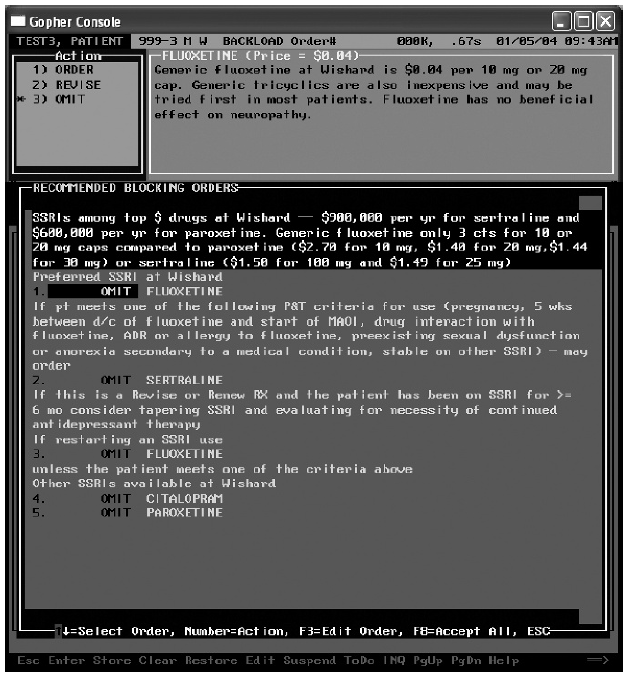 Gopher Console
TEST3, PATIENT 999-3 M W BACKLOAD Order# 000K, .67s 01/05/04 09:43AM
Action
1) ORDER
2) REVISE
* 3) OMIT
FLUOXETINE (Price = $0.04)
Generic fluoxetine at Wishard is $0.04 per 10 mg or 20 mg
cap. Generic tricyclics are also inexpensive and may be
tried first in most patients. Fluoxetine has no beneficial
effect on neuropathy.
RECOMMENDED BLOCKING ORDERS
SSRIs among top $ drugs at Wishard — $900,000 per yr for sertraline and
$600,000 per yr for paroxetine. Generic fluoxetine only 3 cts for 10 or
20 mg caps compared to paroxetine ($2.70 for 10 mg, $1.40 for 20 mg,$1.44
for 30 mg) or sertraline ($1.50 for 100 mg and $1.49 for 25 mg)
Preferred SSRI at Wishard
1. OMIT FLUOXETINE
If pt meets one of the following P&T criteria for use (pregnancy, 5 wks
between d/c of fluoxetine and start of MAOI, drug interaction with
fluoxetine, ADR or allergy to fluoxetine, preexisting sexual dysfunction
or anorexia secondary to a medical condition, stable on other SSRI) — may
order
2. OMIT SERTRALINE
If this is a Revise or Renew RX and the patient has been on SSRI for >=
6 mo consider tapering SSRI and evaluating for necessity of continued
antidepressant therapy
If restarting an SSRI use
3. OMIT FLUOXETINE
unless the patient meets one of the criteria above
Other SSRIs available at Wishard
4. OMIT CITALOPRAM
5. OMIT PAROXETINE
↑↓=Select Order, Number=Action, F3=Edit Order, F8=Accept All, ESC
Esc Enter Store Clear Restore Edit Suspend ToDo INQ PgUp PgDn Help ==>